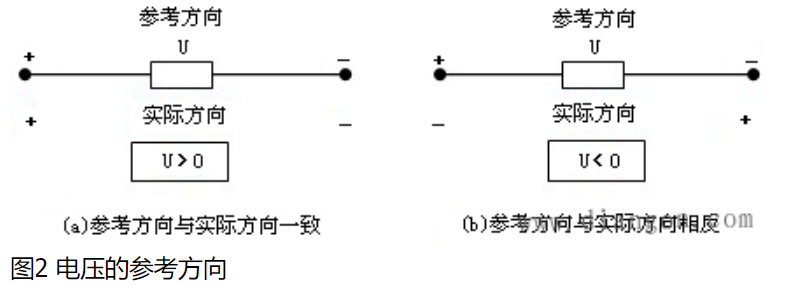 参考方向
U
+
−
实际方向
+
−
U>0
(a)参考方向与实际方向一致
参考方向
U
+
−
实际方向
−
+
U<0
(b)参考方向与实际方向相反
图2 电压的参考方向